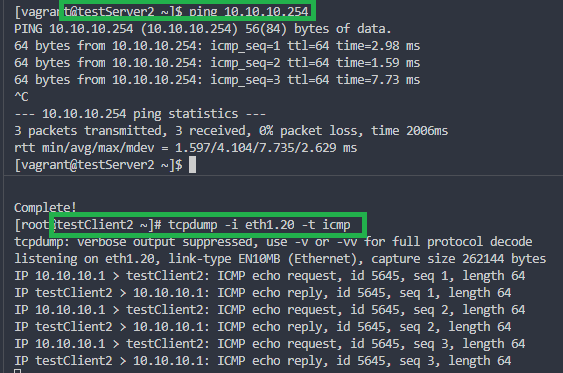 [vagrant@testServer2 ~]$ ping 10.10.10.254
PING 10.10.10.254 (10.10.10.254) 56(84) bytes of data.
64 bytes from 10.10.10.254: icmp_seq=1 ttl=64 time=2.98 ms
64 bytes from 10.10.10.254: icmp_seq=2 ttl=64 time=1.59 ms
64 bytes from 10.10.10.254: icmp_seq=3 ttl=64 time=7.73 ms
^C
--- 10.10.10.254 ping statistics ---
3 packets transmitted, 3 received, 0% packet loss, time 2006ms
rtt min/avg/max/mdev = 1.597/4.104/7.735/2.629 ms
[vagrant@testServer2 ~]$
Complete!
[root@testClient2 ~]# tcpdump -i eth1.20 -t icmp
tcpdump: verbose output suppressed, use -v or -vv for full protocol decode
listening on eth1.20, link-type EN10MB (Ethernet), capture size 262144 bytes
IP 10.10.10.1 > testClient2: ICMP echo request, id 5645, seq 1, length 64
IP testClient2 > 10.10.10.1: ICMP echo reply, id 5645, seq 1, length 64
IP 10.10.10.1 > testClient2: ICMP echo request, id 5645, seq 2, length 64
IP testClient2 > 10.10.10.1: ICMP echo reply, id 5645, seq 2, length 64
IP 10.10.10.1 > testClient2: ICMP echo request, id 5645, seq 3, length 64
IP testClient2 > 10.10.10.1: ICMP echo reply, id 5645, seq 3, length 64